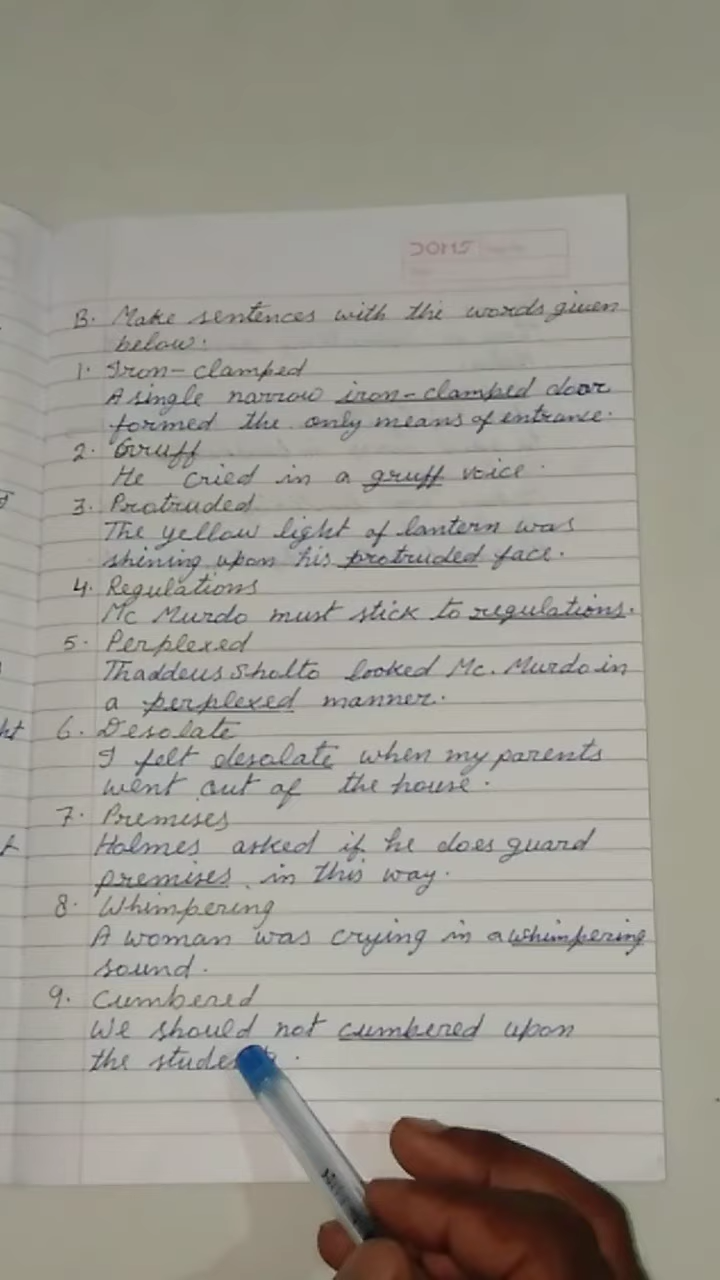 DOMS
B. Make sentences with the words given
below.
1. Iron-clamped
A single narrow iron-clamped door
formed the only means of entrance.
2. Gruff
He cried in a gruff voice.
3. Protruded
The yellow light of lantern was
shining upon his protruded face.
4. Regulations
Mc Murdo must stick to regulations.
5. Perplexed
Thaddeus Sholto looked Mc. Murdo in
a perplexed manner.
6. Desolate
I felt desolate when my parents
went out of the house.
7. Premises
Holmes asked if he does guard
premises in this way.
8. Whimpering
A woman was crying in a whimpering
sound.
9. Cumbered
We should not cumbered upon
the